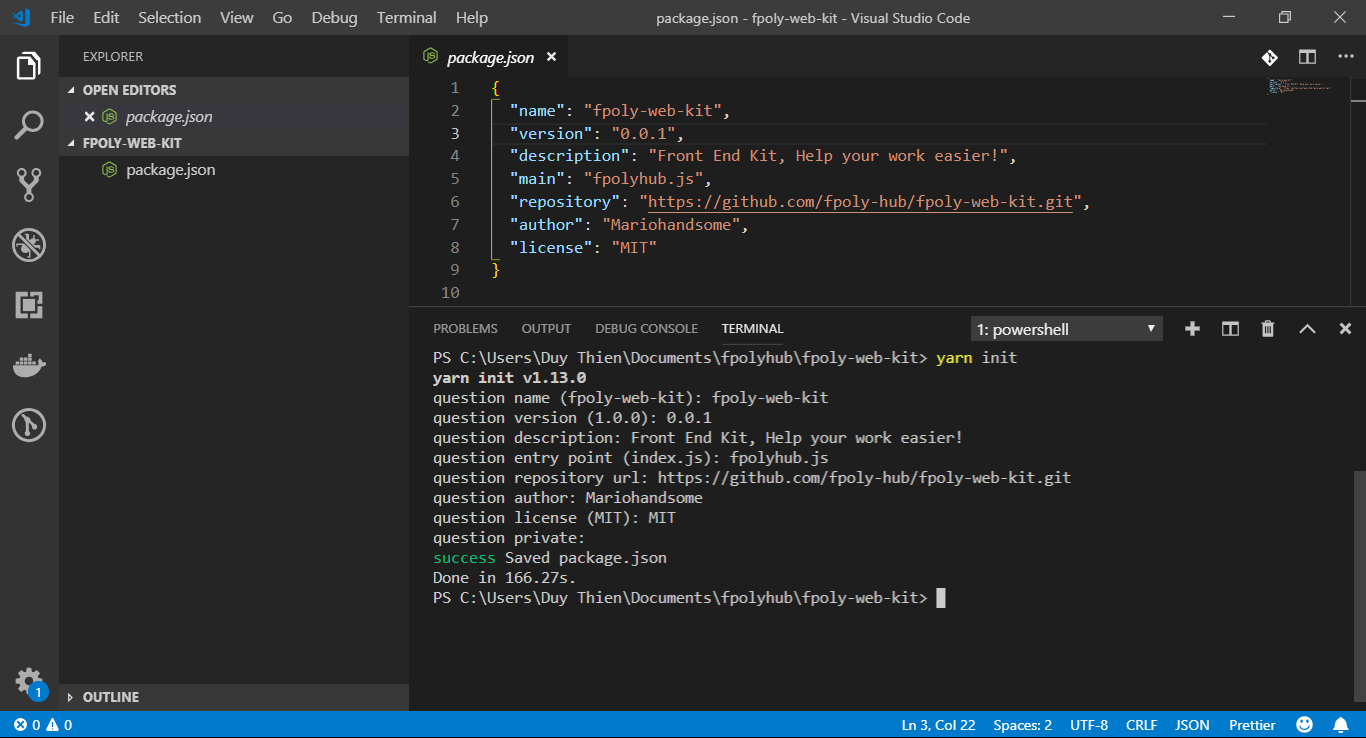 File Edit Selection View Go Debug Terminal Help
package.json - fpoly-web-kit - Visual Studio Code
EXPLORER
OPEN EDITORS
package.json
FPOLY-WEB-KIT
package.json
OUTLINE
1
package.json
1 {
2 "name": "fpoly-web-kit",
3 "version": "0.0.1",
4 "description": "Front End Kit, Help your work easier!",
5 "main": "fpolyhub.js",
6 "repository": "https://github.com/fpoly-hub/fpoly-web-kit.git",
7 "author": "Mariohandsome",
8 "license": "MIT"
9 }
10
PROBLEMS OUTPUT DEBUG CONSOLE TERMINAL 1: powershell
PS C:\Users\Duy Thien\Documents\fpolyhub\fpoly-web-kit> yarn init
yarn init v1.13.0
question name (fpoly-web-kit): fpoly-web-kit
question version (1.0.0): 0.0.1
question description: Front End Kit, Help your work easier!
question entry point (index.js): fpolyhub.js
question repository url: https://github.com/fpoly-hub/fpoly-web-kit.git
question author: Mariohandsome
question license (MIT): MIT
question private:
success Saved package.json
Done in 166.27s.
PS C:\Users\Duy Thien\Documents\fpolyhub\fpoly-web-kit>
0 0 Ln 3, Col 22 Spaces: 2 UTF-8 CRLF JSON Prettier